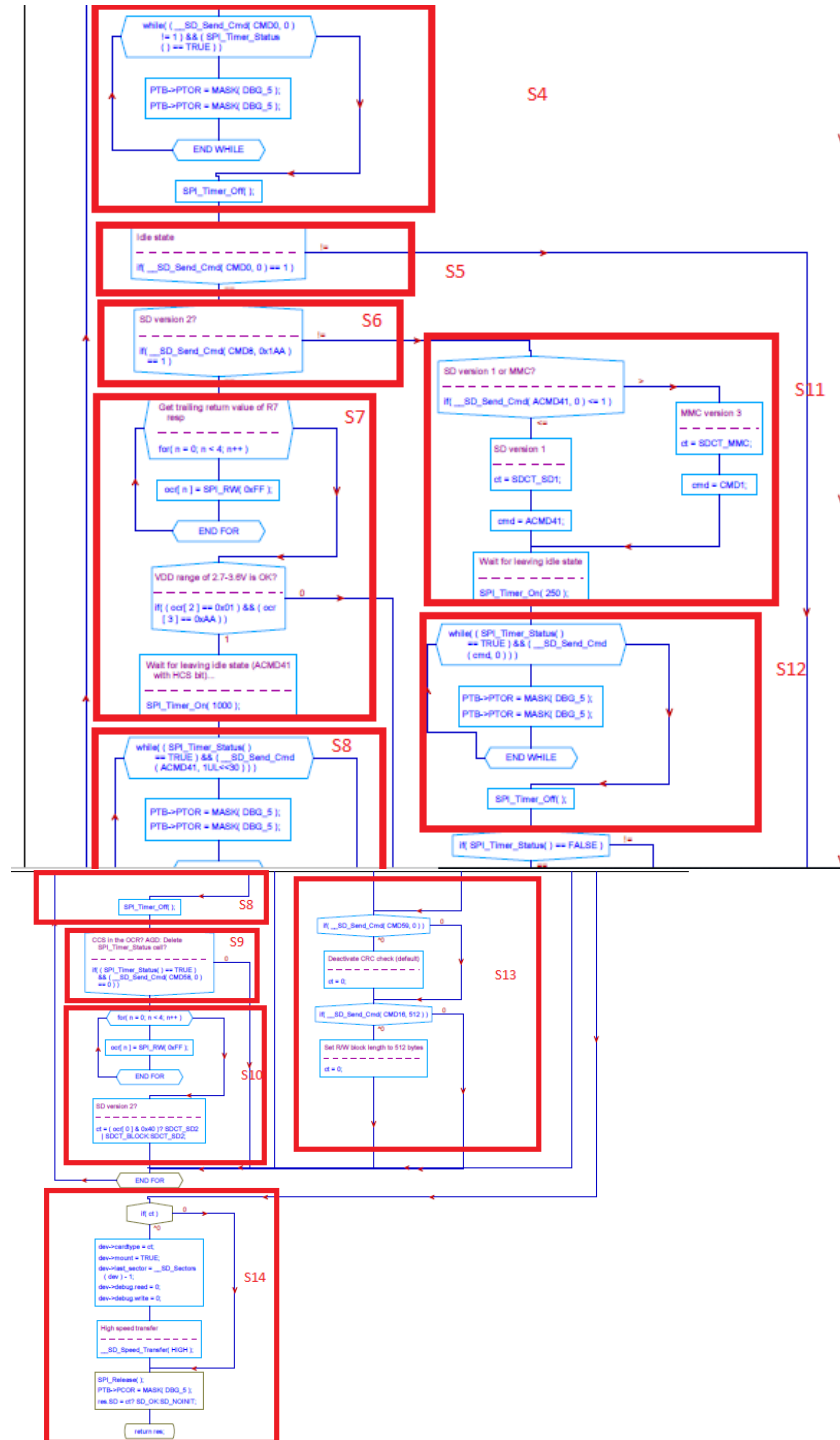 while( ( __SD_Send_Cmd( CMD0, 0 )
!= 1 ) && ( SPI_Timer_Status
( ) == TRUE ) )
S4
PTB->PTOR = MASK( DBG_5 );
PTB->PTOR = MASK( DBG_5 );
END WHILE
SPI_Timer_Off( );
Idle state
!=
if( __SD_Send_Cmd( CMD0, 0 ) == 1 )
S5
SD version 2?
!=
S6
if( __SD_Send_Cmd( CMD8, 0x1AA )
== 1 )
SD version 1 or MMC?
>
S11
if( __SD_Send_Cmd( ACMD41, 0 ) <= 1 )
<=
MMC version 3
ct = SDCT_MMC;
cmd = CMD1;
SD version 1
ct = SDCT_SD1;
cmd = ACMD41;
Wait for leaving idle state
SPI_Timer_On( 250 );
Get trailing return value of R7
resp
S7
for( n = 0; n < 4; n++ )
ocr[ n ] = SPI_RW( 0xFF );
END FOR
VDD range of 2.7-3.6V is OK?
0
if( ( ocr[ 2 ] == 0x01 ) && ( ocr
[ 3 ] == 0xAA ) )
1
Wait for leaving idle state (ACMD41
with HCS bit)...
SPI_Timer_On( 1000 );
while( ( SPI_Timer_Status( )
== TRUE ) && ( __SD_Send_Cmd
( cmd, 0 ) ) )
S12
PTB->PTOR = MASK( DBG_5 );
PTB->PTOR = MASK( DBG_5 );
END WHILE
SPI_Timer_Off( );
if( SPI_Timer_Status( ) == FALSE )
!=
==
S8
while( ( SPI_Timer_Status( )
== TRUE ) && ( __SD_Send_Cmd
( ACMD41, 1UL<<30 ) ) )
PTB->PTOR = MASK( DBG_5 );
PTB->PTOR = MASK( DBG_5 );
SPI_Timer_Off( );
S8
CCS in the OCR? AGD: Delete
SPI_Timer_Status call?
S9
0
if( ( SPI_Timer_Status( ) == TRUE )
&& ( __SD_Send_Cmd( CMD58, 0 )
== 0 ) )
for( n = 0; n < 4; n++ )
ocr[ n ] = SPI_RW( 0xFF );
END FOR
S10
SD version 2?
ct = ( ocr[ 0 ] & 0x40 )? SDCT_SD2
| SDCT_BLOCK:SDCT_SD2;
END FOR
if( __SD_Send_Cmd( CMD59, 0 ) )
0
^0
Deactivate CRC check (default)
ct = 0;
S13
if( __SD_Send_Cmd( CMD16, 512 ) )
0
^0
Set R/W block length to 512 bytes
ct = 0;
if( ct )
0
^0
dev->cardtype = ct;
dev->mount = TRUE;
dev->last_sector = __SD_Sectors
( dev ) - 1;
dev->debug.read = 0;
dev->debug.write = 0;
S14
High speed transfer
__SD_Speed_Transfer( HIGH );
SPI_Release( );
PTB->PCOR = MASK( DBG_5 );
res.SD = ct? SD_OK:SD_NOINIT;
return res;